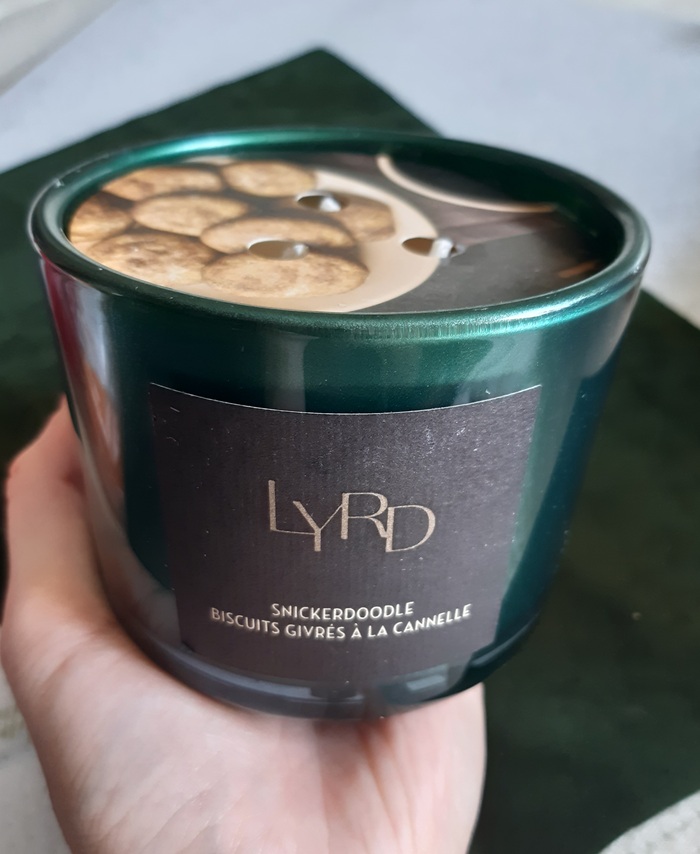 LYRD
SNICKERDOODLE
BISCUITS GIVRÉS À LA CANNELLE